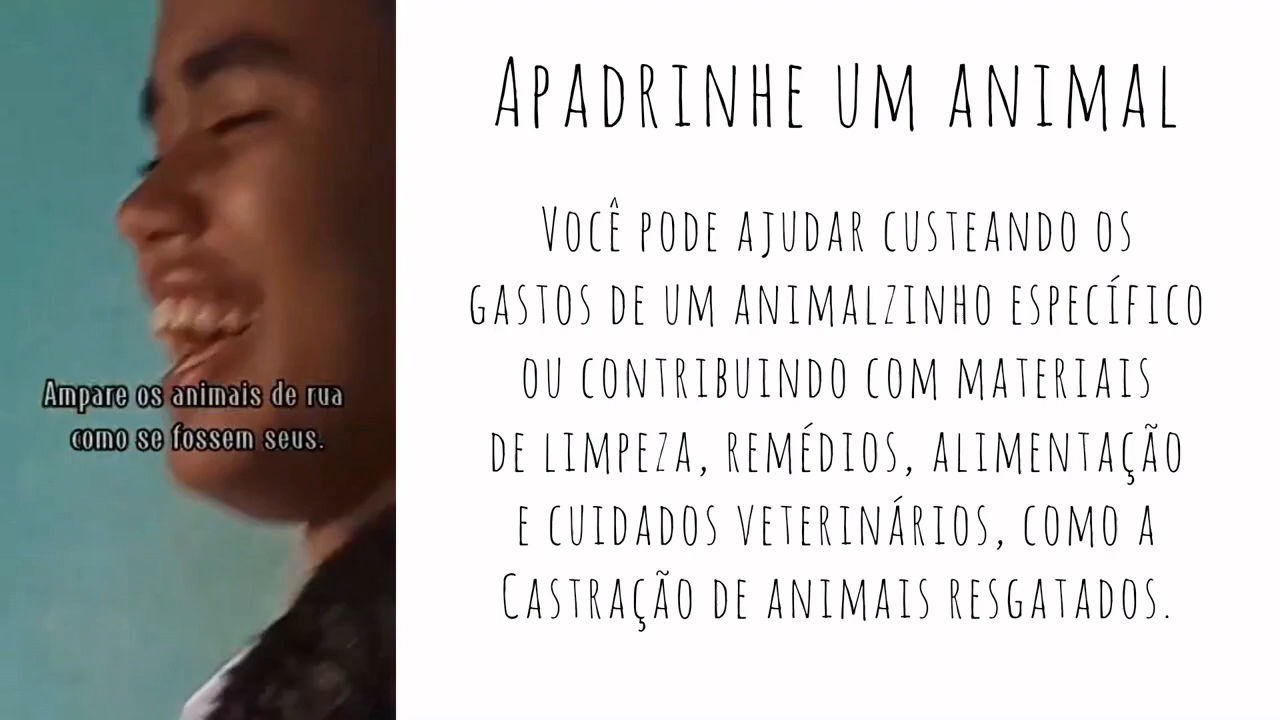 Ampare os animais de rua
como se fossem seus.
Apadrinhe um animal
Você pode ajudar custeando os
gastos de um animalzinho específico
ou contribuindo com materiais
de limpeza, remédios, alimentação
e cuidados veterinários, como a
Castração de animais resgatados.